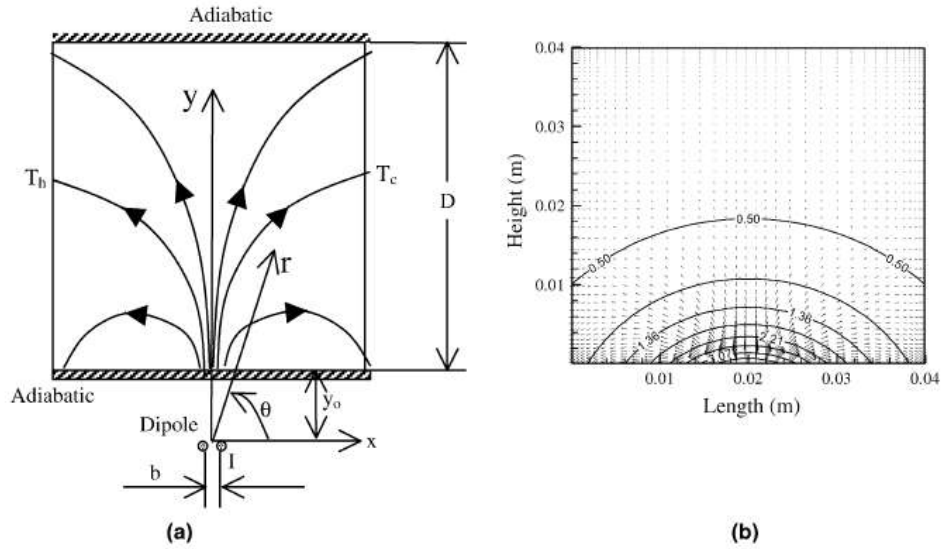 Adiabatic
y
T_h
T_c
D
r
Adiabatic
y_o
Dipole
θ
x
I
b
(a)
0.04
0.03
0.02
0.01
Height (m)
0.50
0.50
0.50
1.36
1.36
2.21
0.01
0.02
0.03
0.04
Length (m)
(b)